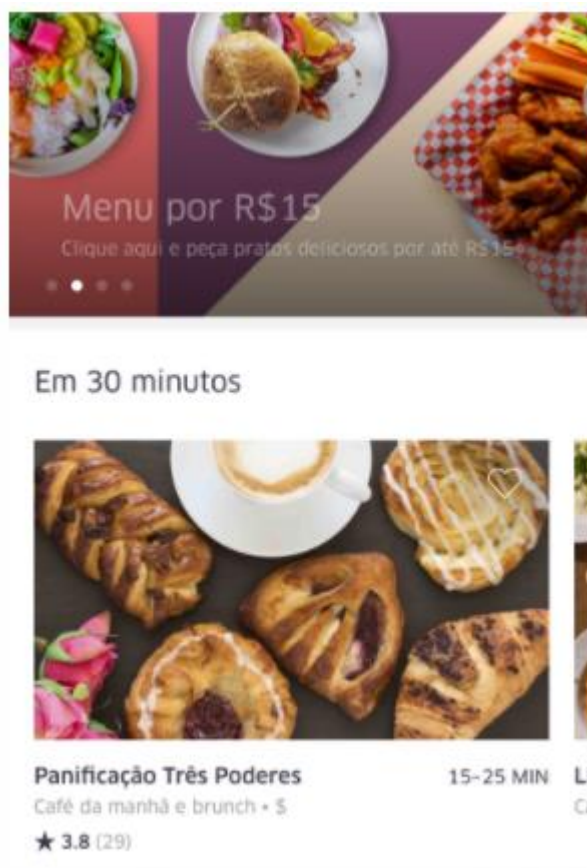 Menu por R$15
Clique aqui e peça pratos deliciosos por até R$15
Em 30 minutos
Panificação Três Poderes
15-25 MIN
Café da manhã e brunch • $
★ 3.8 (29)